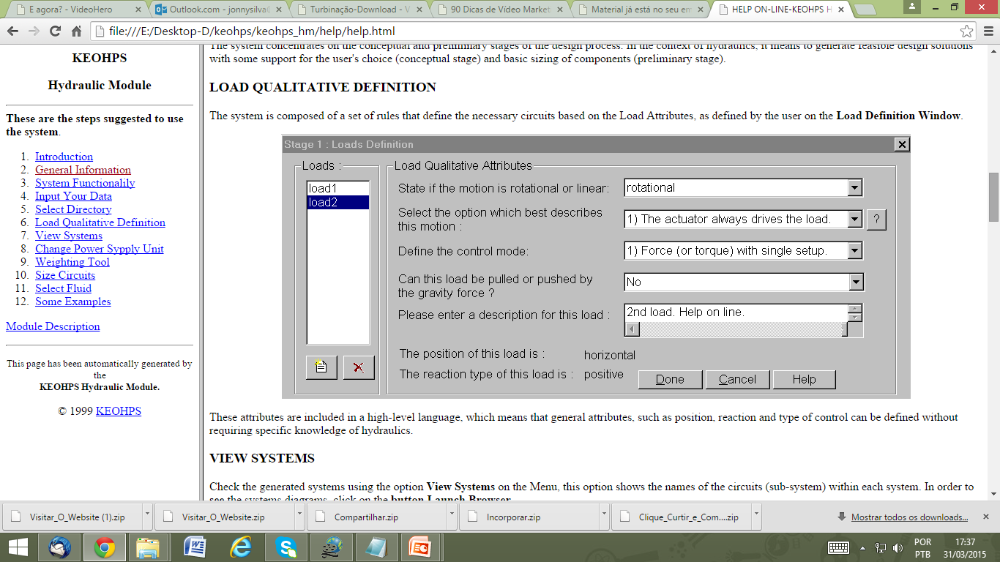 E agora? - VideoHero
Outlook.com - jonnysilva@
Turbinação-Download - V
90 Dicas de Vídeo Market
Material já está no seu em
HELP ON-LINE-KEOHPS H
file:///E:/Desktop-D/keohps/keohps_hm/help/help.html
KEOHPS
Hydraulic Module
These are the steps suggested to use
the system.
1. Introduction
2. General Information
3. System Functionalily
4. Input Your Data
5. Select Directory
6. Load Qualitative Definition
7. View Systems
8. Change Power Sypply Unit
9. Weighting Tool
10. Size Circuits
11. Select Fluid
12. Some Examples
Module Description
This page has been automatically generated by
the
KEOHPS Hydraulic Module.
© 1999 KEOHPS
The system concentrates on the conceptual and preliminary stages of the design process. In the context of hydraulics, it means to generate feasible design solutions
with some support for the user's choice (conceptual stage) and basic sizing of components (preliminary stage).
LOAD QUALITATIVE DEFINITION
The system is composed of a set of rules that define the necessary circuits based on the Load Attributes, as defined by the user on the Load Definition Window.
Stage 1 : Loads Definition
Loads :
load1
load2
Load Qualitative Attributes
State if the motion is rotational or linear: rotational
Select the option which best describes
this motion : 1) The actuator always drives the load. ?
Define the control mode: 1) Force (or torque) with single setup.
Can this load be pulled or pushed by
the gravity force ? No
Please enter a description for this load : 2nd load. Help on line.
The position of this load is : horizontal
The reaction type of this load is : positive
Done Cancel Help
These attributes are included in a high-level language, which means that general attributes, such as position, reaction and type of control can be defined without
requiring specific knowledge of hydraulics.
VIEW SYSTEMS
Check the generated systems using the option View Systems on the Menu, this option shows the names of the circuits (sub-system) within each system. In order to
see the systems diagrams, click on the button Launch Browser.
Visitar_O_Website (1).zip
Visitar_O_Website.zip
Compartilhar.zip
Incorporar.zip
Clique_Curtir_e_Com....zip
Mostrar todos os downloads...
POR
PTB
17:37
31/03/2015